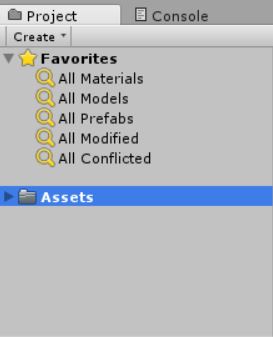 Project Console
Create
Favorites
All Materials
All Models
All Prefabs
All Modified
All Conflicted
Assets